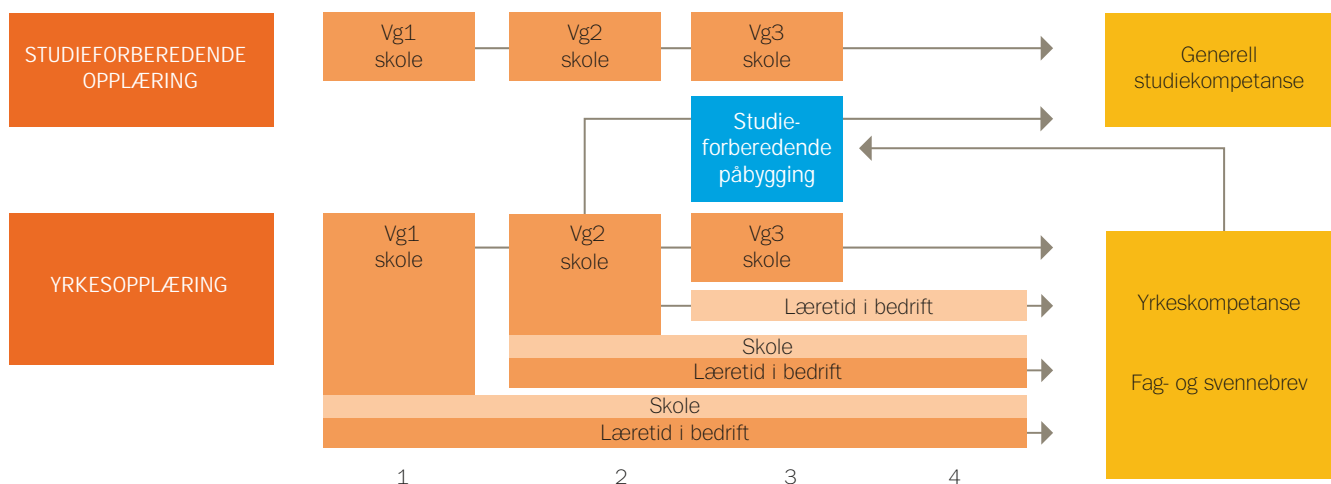 STUDIEFORBEREDENDE
OPPLÆRING
Vg1
skole
Vg2
skole
Vg3
skole
Generell
studiekompetanse
Studie-
forberedende
påbygging
YRKESOPPLÆRING
Vg1
skole
Vg2
skole
Vg3
skole
Læretid i bedrift
Skole
Læretid i bedrift
Skole
Læretid i bedrift
Yrkeskompetanse
Fag- og svennebrev
1
2
3
4